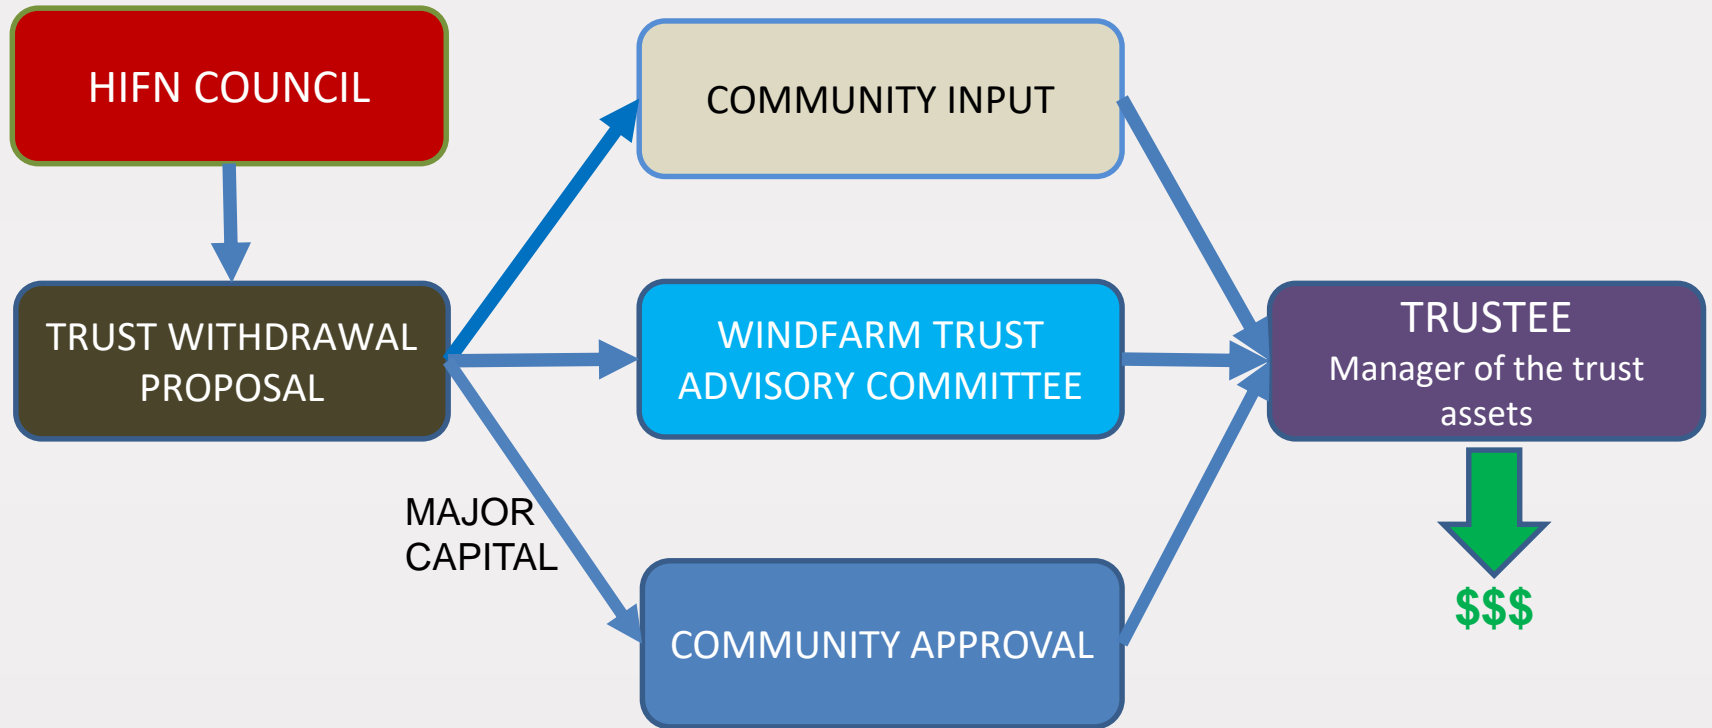 HIFN COUNCIL
COMMUNITY INPUT
TRUST WITHDRAWAL
PROPOSAL
WINDFARM TRUST
ADVISORY COMMITTEE
TRUSTEE
Manager of the trust
assets
MAJOR
CAPITAL
COMMUNITY APPROVAL
$$$